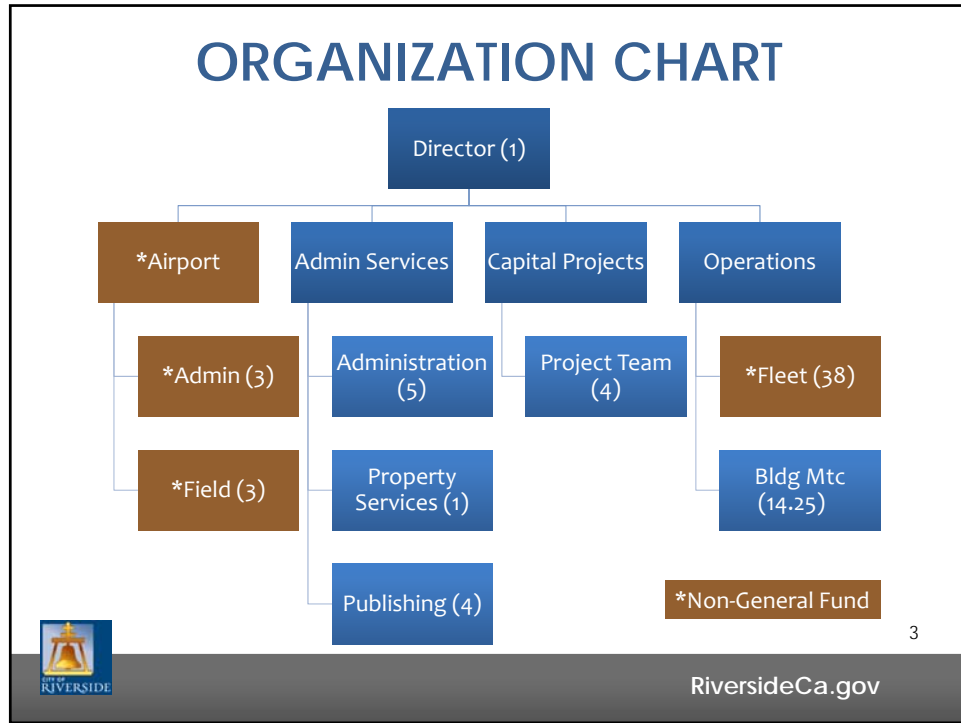 ORGANIZATION CHART
Director (1)
*Airport
Admin Services
Capital Projects
Operations
*Admin (3)
Administration
(5)
Project Team
(4)
*Fleet (38)
*Field (3)
Property
Services (1)
Bldg Mtc
(14.25)
Publishing (4)
*Non-General Fund
3
CITY OF
RIVERSIDE
RiversideCa.gov